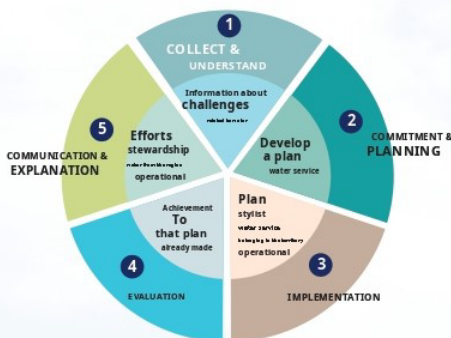 1
COLLECT &
UNDERSTAND
Information about
challenges
2
COMMITMENT &
PLANNING
Develop
a plan
water service
3
IMPLEMENTATION
Plan
stylist
water service
operational
4
EVALUATION
Achievement
To
that plan
already made
5
COMMUNICATION &
EXPLANATION
Efforts
stewardship
operational